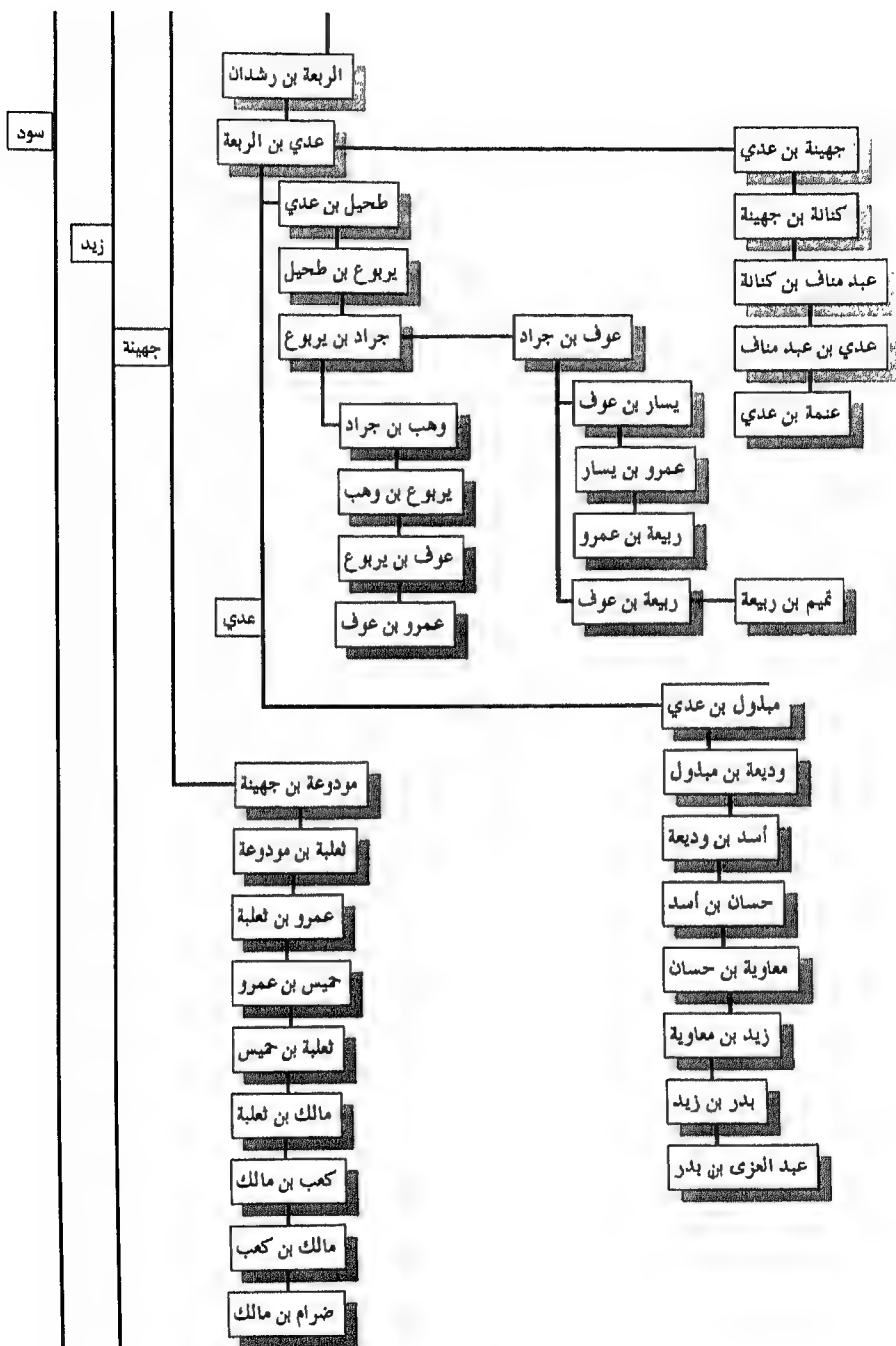 الربعة بن رشدان
سود
عدي بن الربعة
جهينة بن عدي
طحيل بن عدي
كنانة بن جهينة
زيد
يربوع بن طحيل
عبد مناف بن كنانة
جهينة
جراد بن يربوع
عوف بن جراد
عدي بن عبد مناف
يسار بن عوف
عنمة بن عدي
وهب بن جراد
عمرو بن يسار
يربوع بن وهب
ربيعة بن عمرو
عوف بن يربوع
ربيعة بن عوف
تميم بن ربيعة
عدي
عمرو بن عوف
مبذول بن عدي
وديعة بن مبذول
مودوعة بن جهينة
أسد بن وديعة
ثعلبة بن مودوعة
حسان بن أسد
عمرو بن ثعلبة
معاوية بن حسان
حميس بن عمرو
زيد بن معاوية
ثعلبة بن حميس
بدر بن زيد
مالك بن ثعلبة
عبد العزى بن بدر
كعب بن مالك
مالك بن كعب
ضرام بن مالك